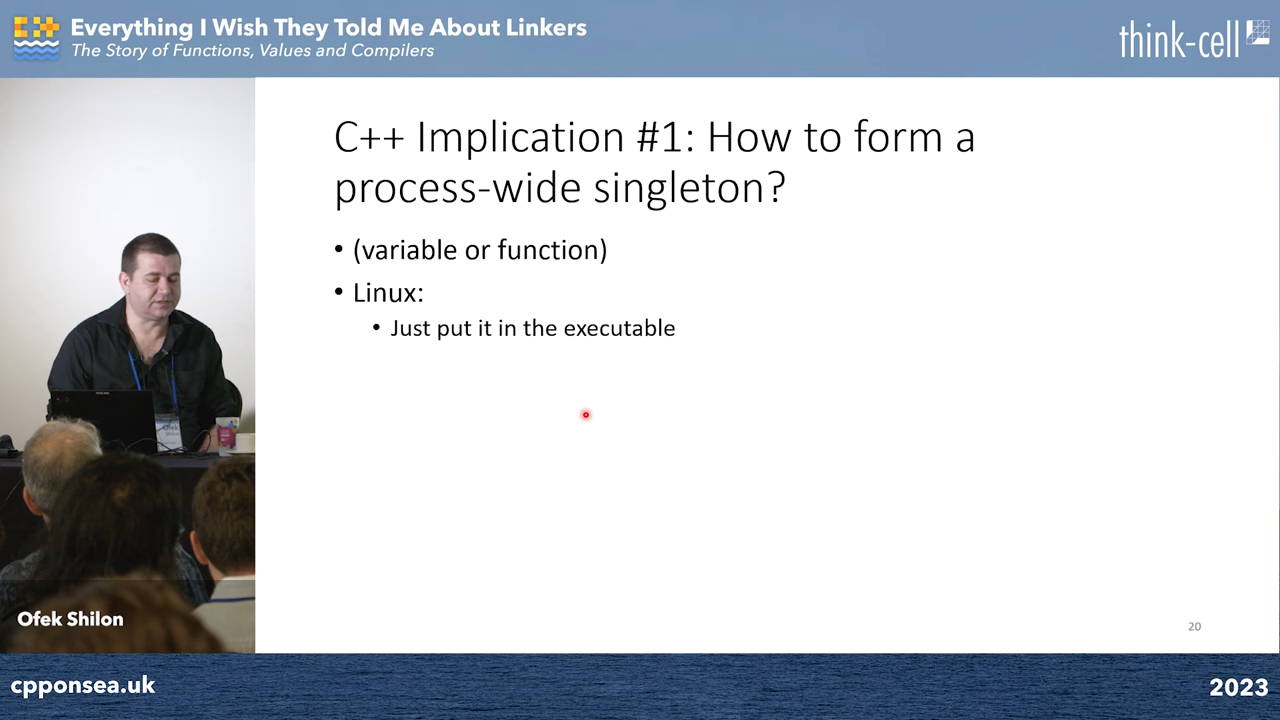 Everything I Wish They Told Me About Linkers
The Story of Functions, Values and Compilers
think-cell
C++ Implication #1: How to form a
process-wide singleton?
• (variable or function)
• Linux:
• Just put it in the executable
Ofek
Ofek Shilon
20
cpponsea.uk
2023